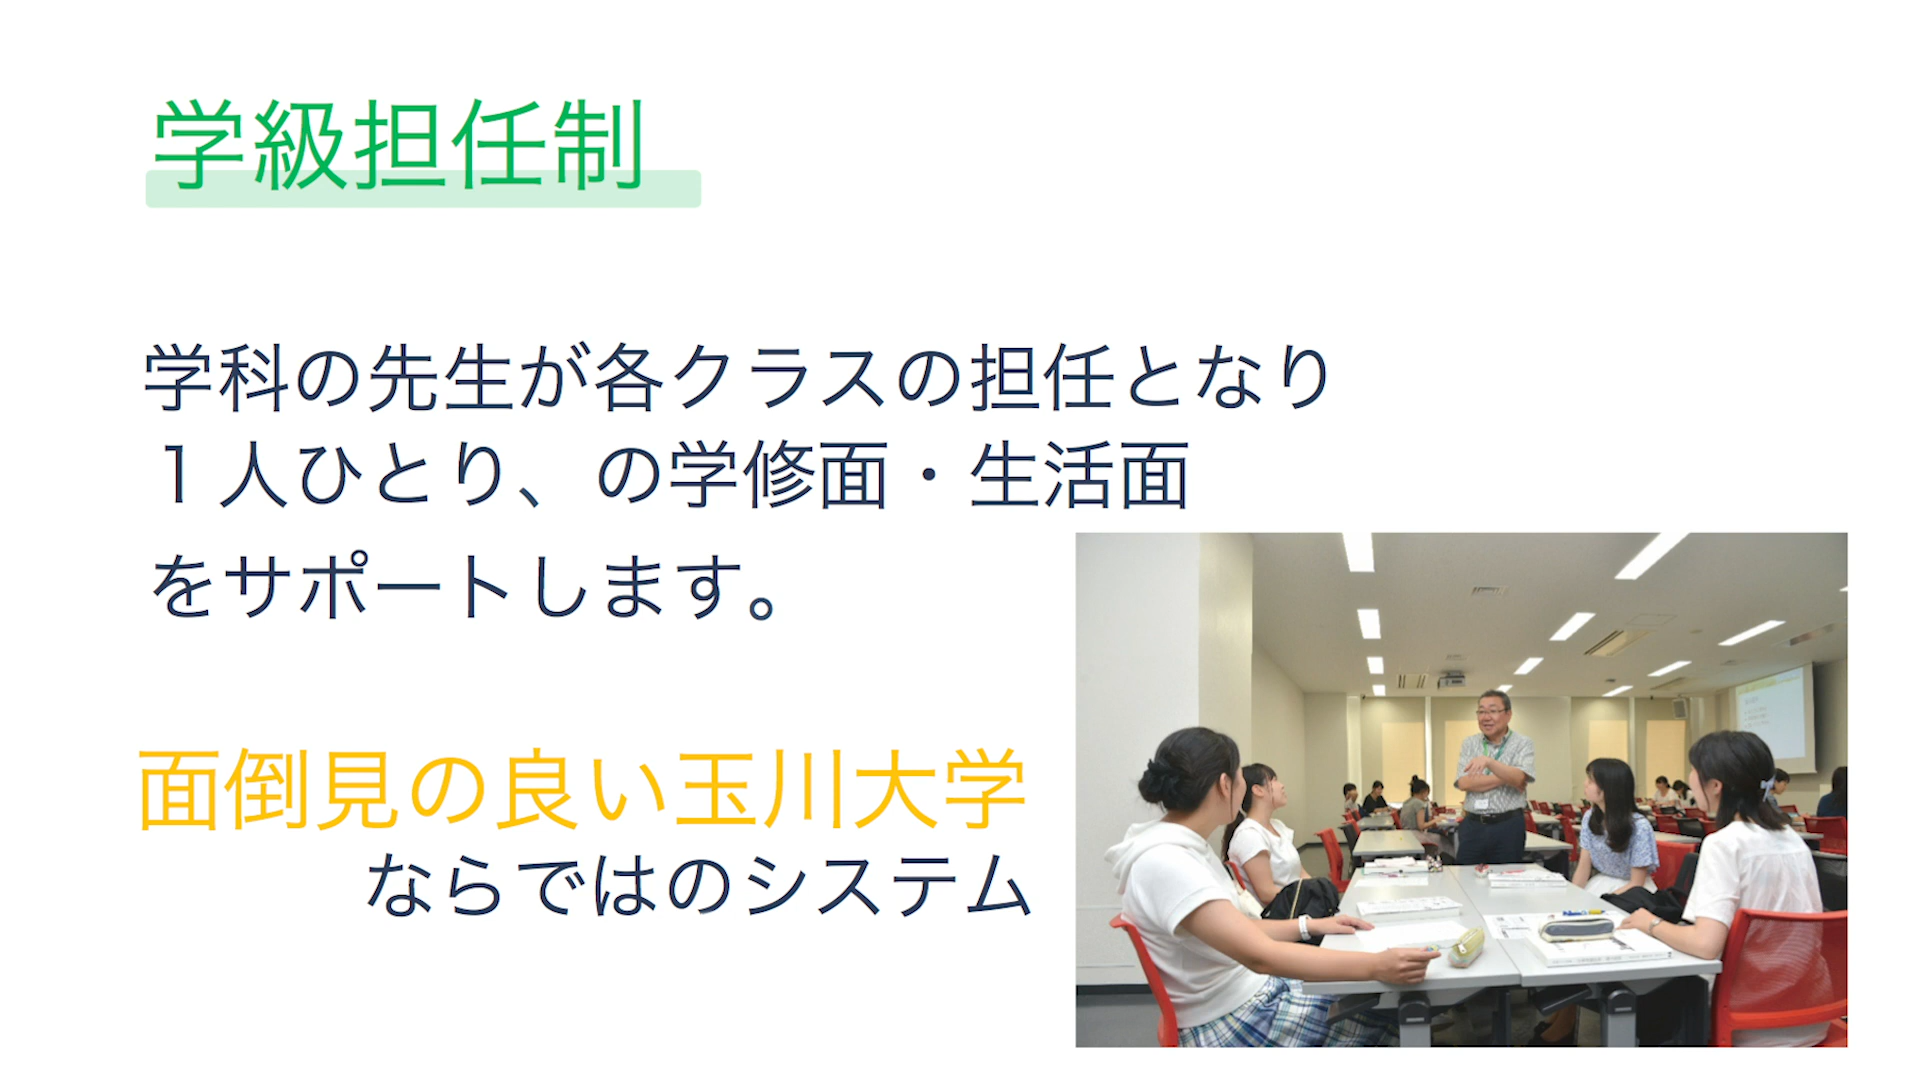 学級担任制
学科の先生が各クラスの担任となり
１人ひとり、の学修面・生活面
をサポートします。
面倒見の良い玉川大学
ならではのシステム